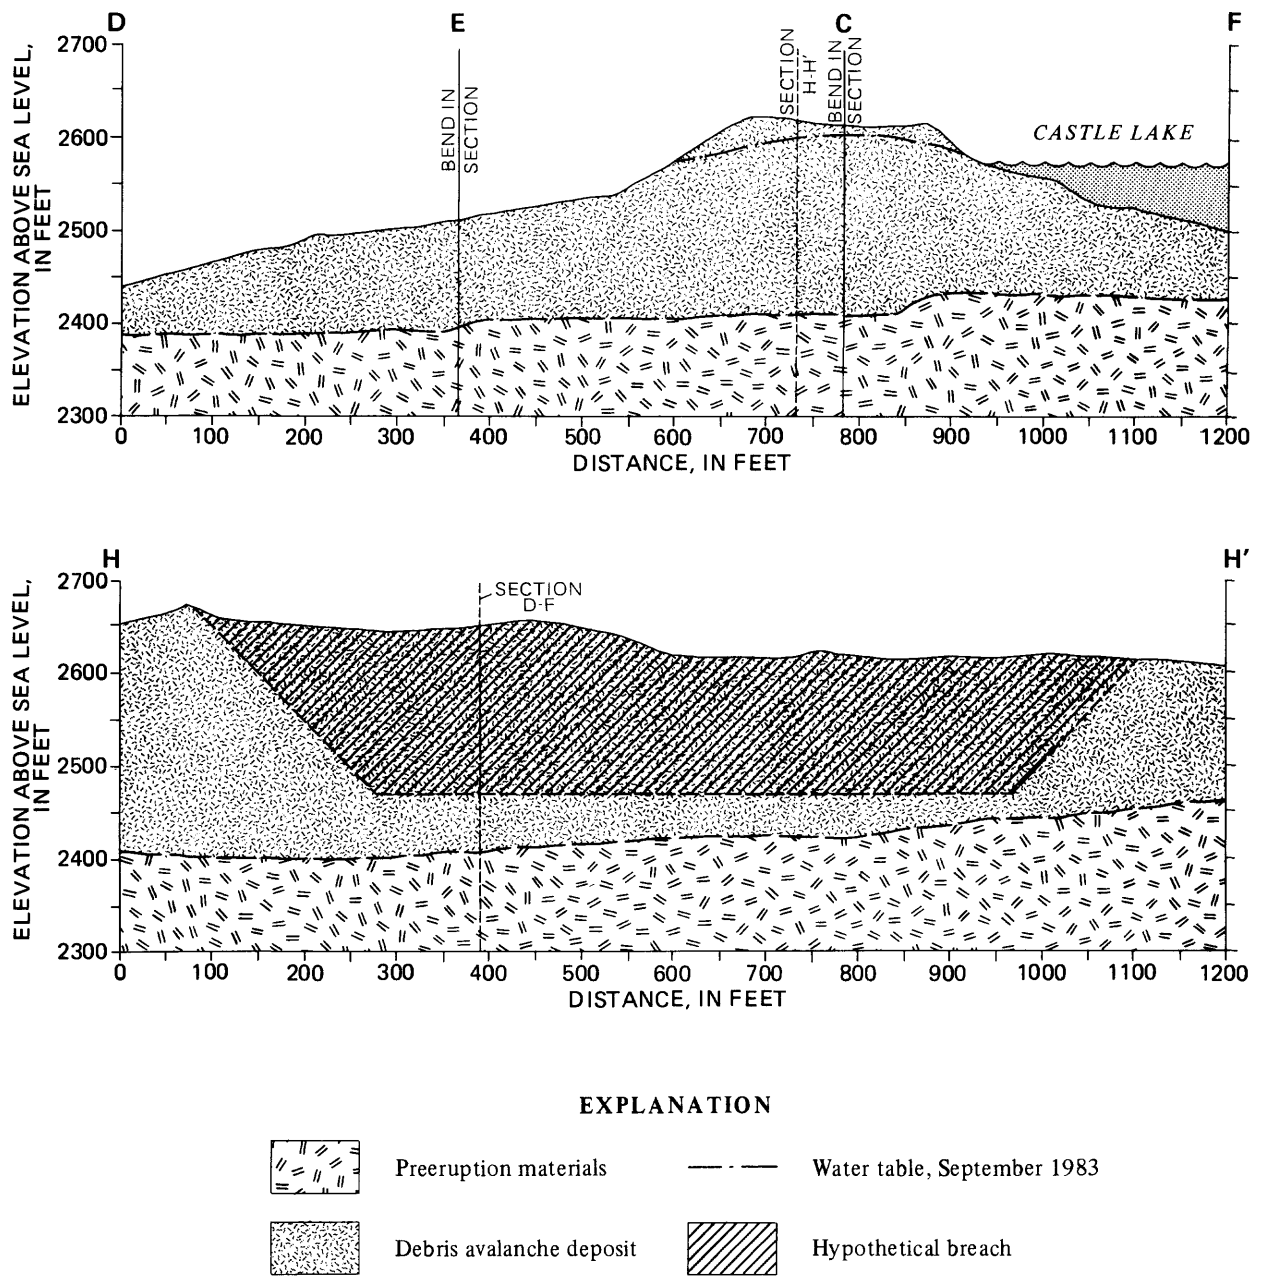 D E C F
ELEVATION ABOVE SEA LEVEL,
IN FEET
2700
2600
2500
2400
2300
BEND IN
SECTION
SECTION
H-H′
BEND IN
SECTION
CASTLE LAKE
0 100 200 300 400 500 600 700 800 900 1000 1100 1200
DISTANCE, IN FEET
H H′
ELEVATION ABOVE SEA LEVEL,
IN FEET
2700
2600
2500
2400
2300
SECTION
D-F
0 100 200 300 400 500 600 700 800 900 1000 1100 1200
DISTANCE, IN FEET
EXPLANATION
Preeruption materials
Water table, September 1983
Debris avalanche deposit
Hypothetical breach